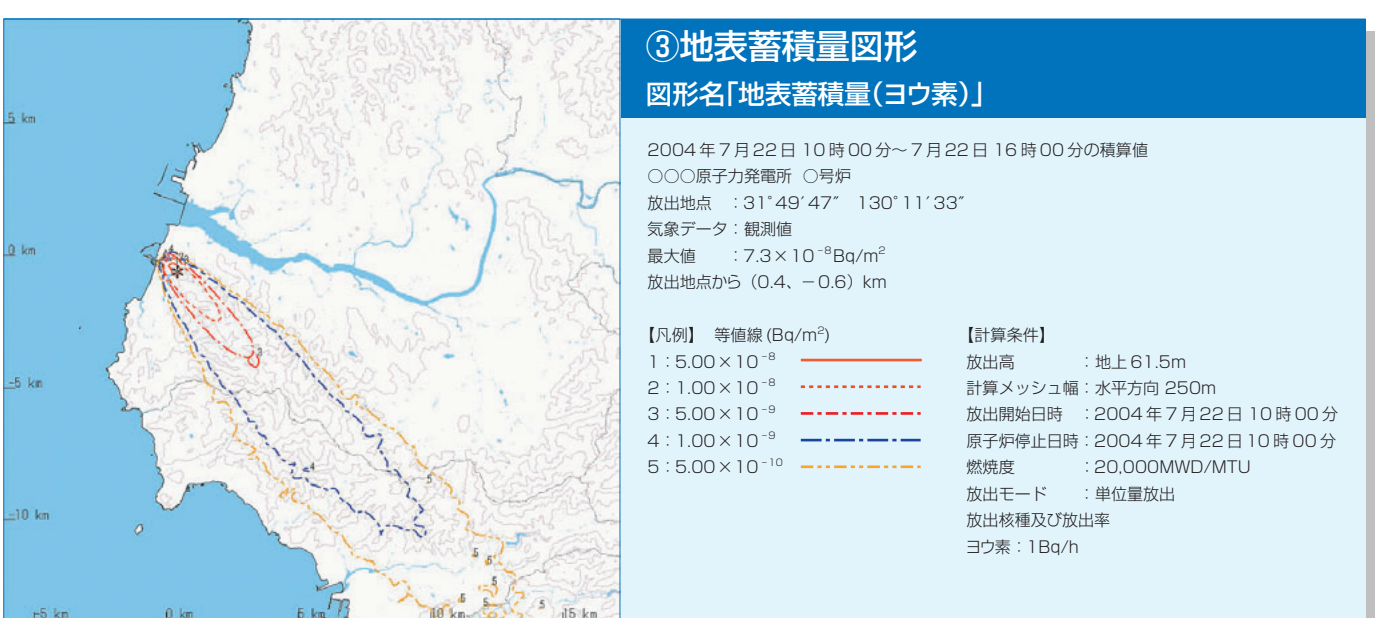 ③地表蓄積量図形
図形名「地表蓄積量(ヨウ素)」
2004年7月22日 10時00分～7月22日 16時00分の積算値
○○○原子力発電所 ○号炉
放出地点 ：31°49′47″ 130°11′33″
気象データ：観測値
最大値 ：7.3×10⁻⁸Bq/m²
放出地点から（0.4、－0.6）km
【凡例】 等値線(Bq/m²)
1：5.00×10⁻⁸
2：1.00×10⁻⁸
3：5.00×10⁻⁹
4：1.00×10⁻⁹
5：5.00×10⁻¹⁰
【計算条件】
放出高 ：地上61.5m
計算メッシュ幅：水平方向 250m
放出開始日時 ：2004年7月22日 10時00分
原子炉停止日時：2004年7月22日10時00分
燃焼度 ：20,000MWD/MTU
放出モード ：単位量放出
放出核種及び放出率
ヨウ素：1Bq/h
5 km
0 km
-5 km
-10 km
-5 km 0 km 5 km 10 km 15 km
3
4
5
5
5
5
5
5
5